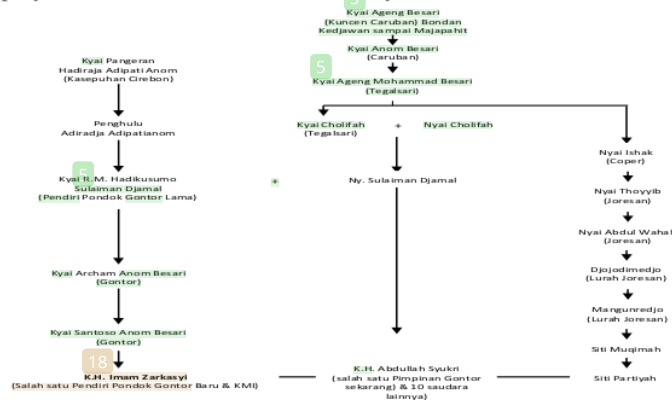 Kyai Ageng Besari
(Kuncen Caruban) Bondan
Kedjawan sampai Majapahit
Kyai Anom Besari
(Caruban)
5
Kyai Ageng Mohammad Besari
(Tegalsari)
Kyai Pangeran
Hadiraja Adipati Anom
(Kasepuhan Cirebon)
Penghulu
Adiradja Adipatianom
Kyai Cholifah
(Tegalsari)
+
Nyai Cholifah
Nyai Ishak
(Coper)
5
Kyai R.M. Hadikusumo
Sulaiman Djamal
(Pendiri Pondok Gontor Lama)
+
Ny. Sulaiman Djamal
Nyai Thoyyib
(Joresan)
Nyai Abdul Wahab
(Joresan)
Djojodimedjo
(Lurah Joresan)
Mangunredjo
(Lurah Joresan)
Siti Muqimah
Siti Partiyah
Kyai Archam Anom Besari
(Gontor)
Kyai Santoso Anom Besari
(Gontor)
18
K.H. Imam Zarkasyi
(Salah satu Pendiri Pondok Gontor Baru & KMI)
K.H. Abdullah Syukri
(salah satu Pimpinan Gontor
sekarang) & 10 saudara
lainnya)